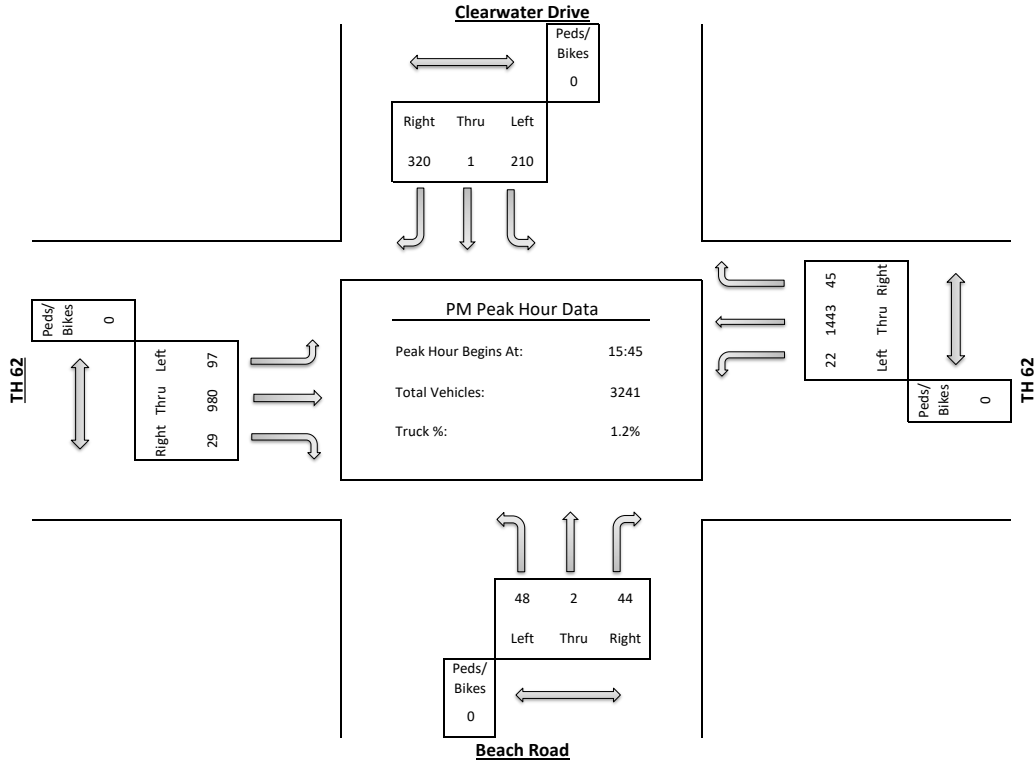 Clearwater Drive
Peds/
Bikes
0
Right Thru Left
320 1 210
TH 62
Peds/
Bikes
0
Right Thru Left
29 980 97
PM Peak Hour Data
Peak Hour Begins At: 15:45
Total Vehicles: 3241
Truck %: 1.2%
22 1443 45
Left Thru Right
Peds/
Bikes
0
TH 62
48 2 44
Left Thru Right
Peds/
Bikes
0
Beach Road